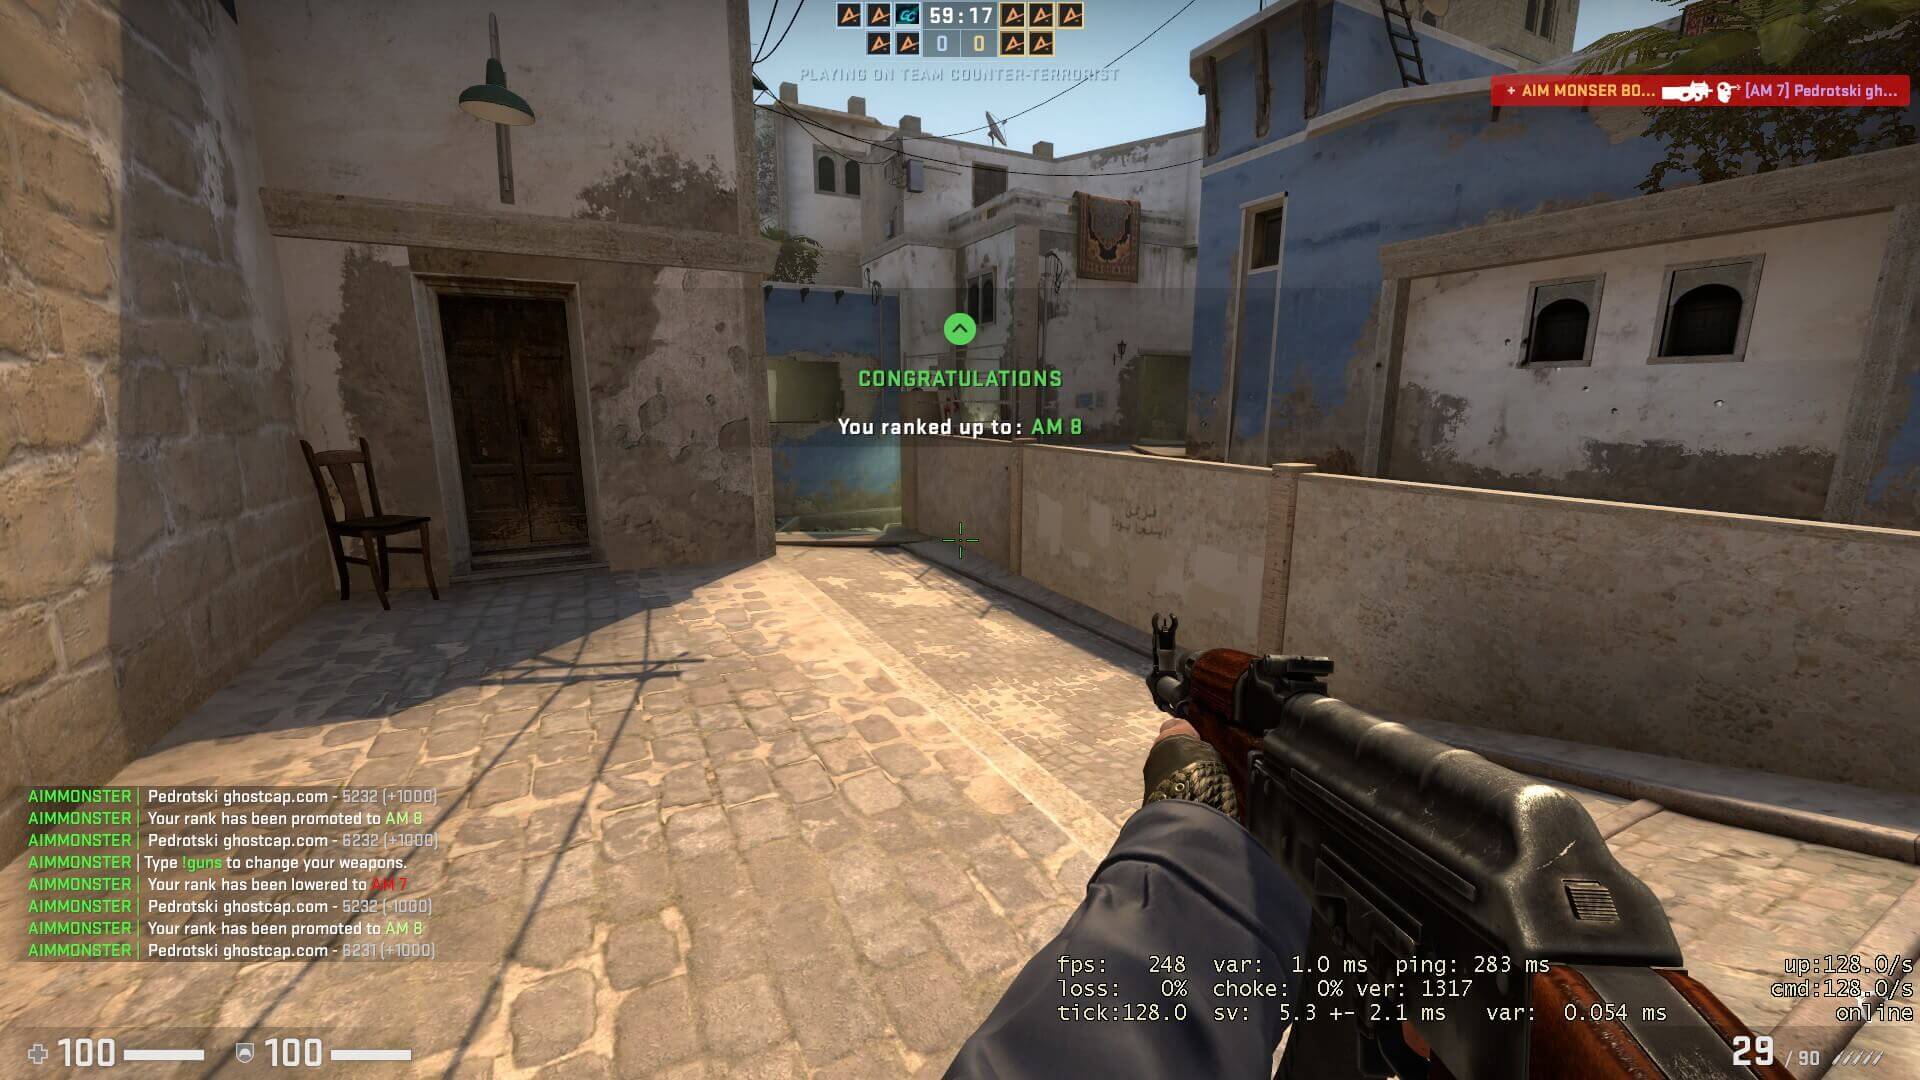 59:17
0 0
PLAYING ON TEAM COUNTER-TERRORIST
+ AIM MONSER BO... [AM 7] Pedrotski gh...
CONGRATULATIONS
You ranked up to: AM 8
AIMMONSTER | Pedrotski ghostcap.com - 5232 (+1000)
AIMMONSTER | Your rank has been promoted to AM 8
AIMMONSTER | Pedrotski ghostcap.com - 6232 (+1000)
AIMMONSTER | Type !guns to change your weapons.
AIMMONSTER | Your rank has been lowered to AM 7
AIMMONSTER | Pedrotski ghostcap.com - 5232 (-1000)
AIMMONSTER | Your rank has been promoted to AM 8
AIMMONSTER | Pedrotski ghostcap.com - 6231 (+1000)
fps: 248 var: 1.0 ms ping: 283 ms
loss: 0% choke: 0% ver: 1317
tick:128.0 sv: 5.3 +- 2.1 ms var: 0.054 ms
up:128.0/s
cmd:128.0/s
online
100 100
29 / 90